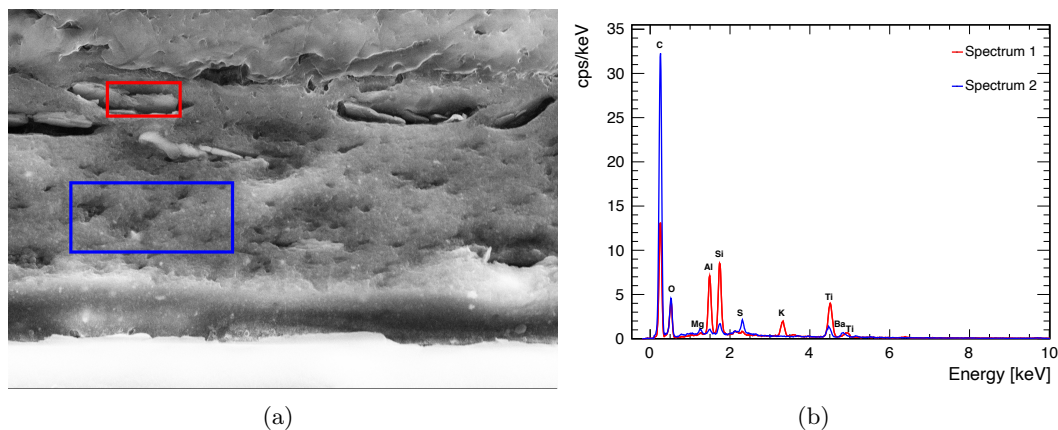 cps/keV
35
30
25
20
15
10
5
0
C
O
Mg
Al
Si
S
K
Ti
Ba
Ti
Spectrum 1
Spectrum 2
0 2 4 6 8 10
Energy [keV]
(a) (b)